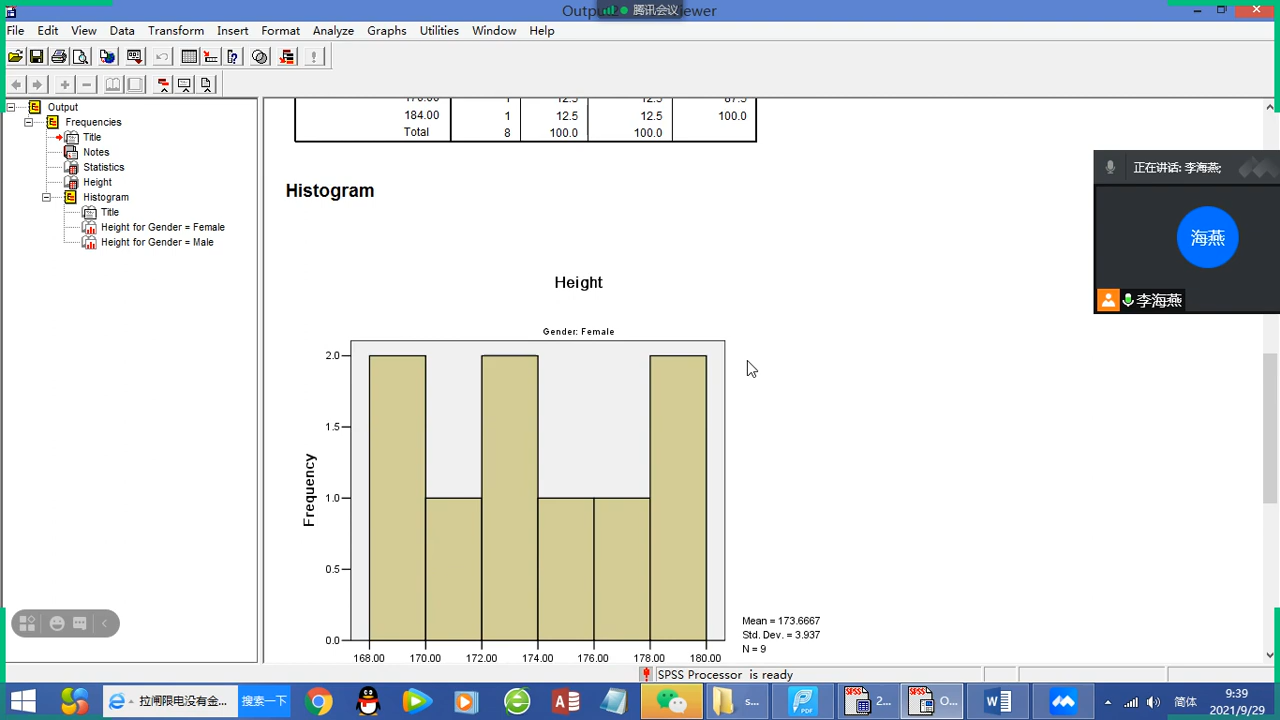 Outpu
腾讯会议
iewer
File Edit View Data Transform Insert Format Analyze Graphs Utilities Window Help
Output
Frequencies
Title
Notes
Statistics
Height
Histogram
Title
Height for Gender = Female
Height for Gender = Male
184.00 1 12.5 12.5 100.0
Total 8 100.0 100.0
Histogram
Height
Gender: Female
2.0
1.5
1.0
0.5
0.0
Frequency
168.00 170.00 172.00 174.00 176.00 178.00 180.00
Mean = 173.6667
Std. Dev. = 3.937
N = 9
正在讲话: 李海燕;
海燕
李海燕
SPSS Processor is ready
拉闸限电没有金...
搜索一下
PDF
SPSS
2...
SPSS
O...
s...
简体
9:39
2021/9/29